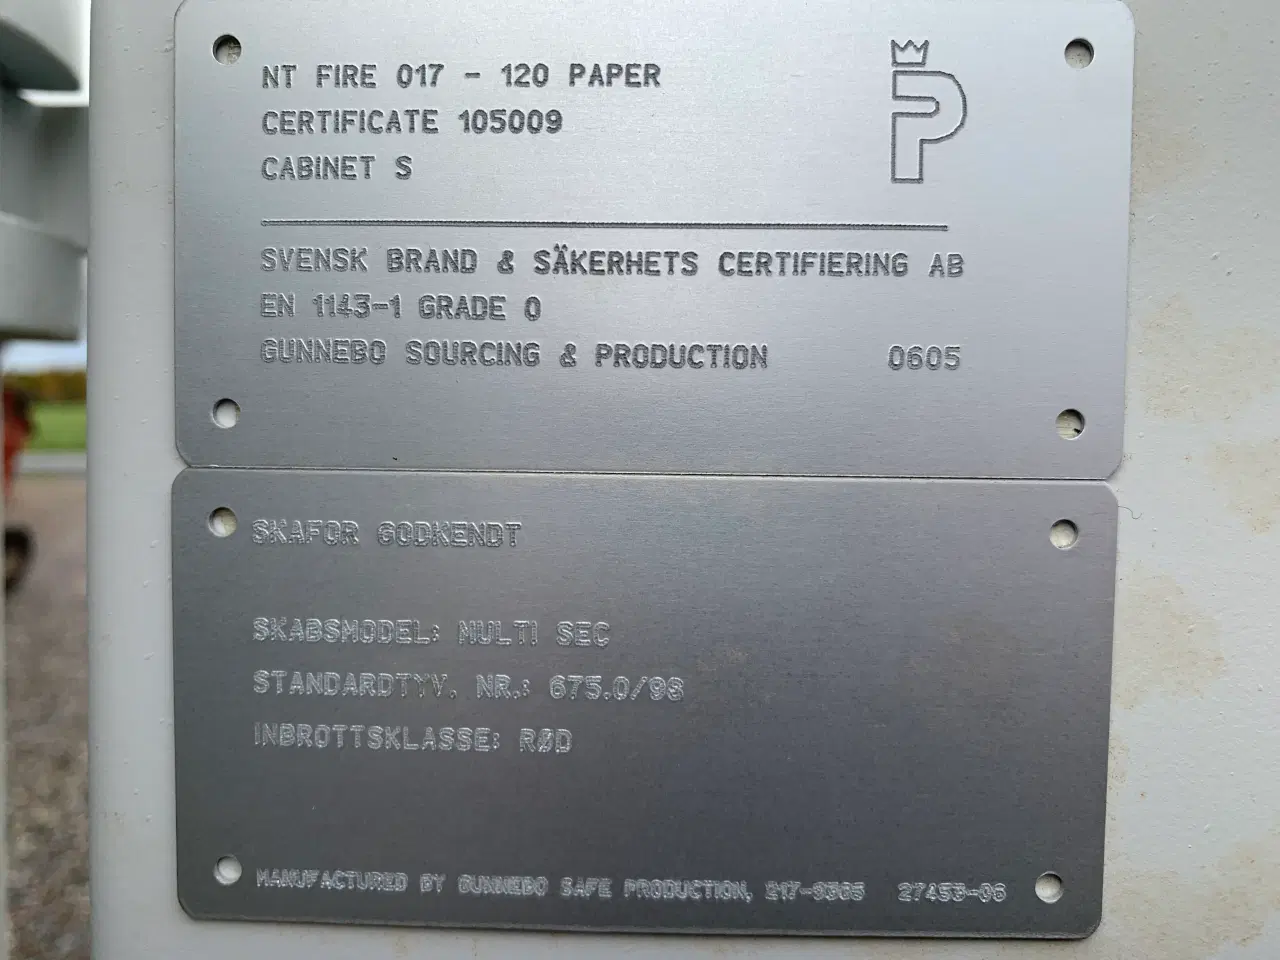 NT FIRE 017 - 120 PAPER
CERTIFICATE 105009
CABINET S
P
SVENSK BRAND & SÄKERHETS CERTIFIERING AB
EN 1143-1 GRADE 0
GUNNEBO SOURCING & PRODUCTION 0605
SKAFOR GODKENDT
SKABSMODEL: MULTI SEC
STANDARDTYV. NR.: 675.0/98
INBROTTSKLASSE: RØD
MANUFACTURED BY GUNNEBO SAFE PRODUCTION, 217-9365 27453-06